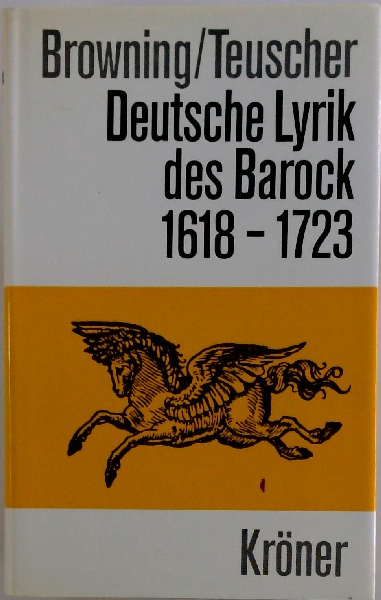 Browning/Teuscher
Deutsche Lyrik
des Barock
1618 – 1723
Kröner